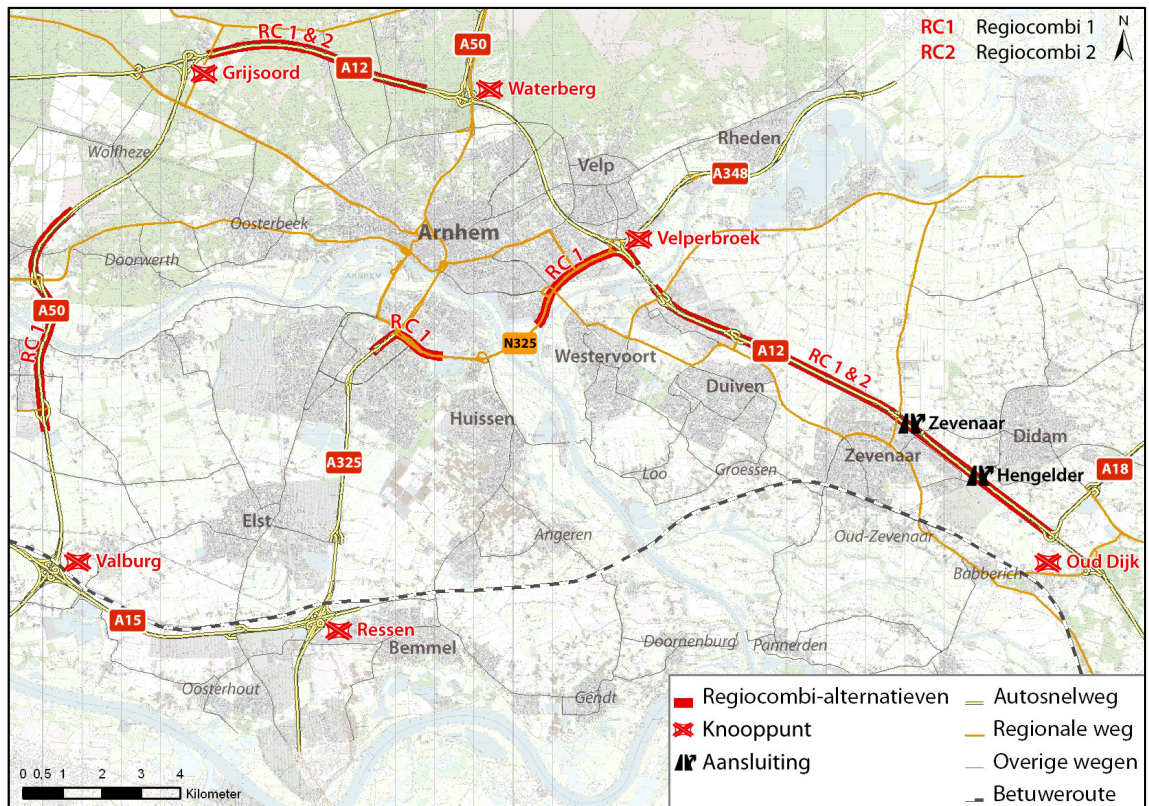 RC 1 & 2
A12
A50
RC1 Regiocombi 1
RC2 Regiocombi 2
N
Grijsoord
Waterberg
Wolfheze
Velp
Rheden
A348
Oosterbeek
Arnhem
Velperbroek
Doorwerth
ARNHEM
RC 1
A50
RC 1
RC 1
N325
Westervoort
A12
RC 1 & 2
Duiven
Huissen
Zevenaar
Didam
Zevenaar
A325
Loo
Groessen
Hengelder
A18
Elst
Angeren
Oud-Zevenaar
Valburg
Babberich
Oud Dijk
A15
Ressen
Bemmel
Doornenburg
Pannerden
Oosterhout
Gendt
Regiocombi-alternatieven
Knooppunt
Aansluiting
Autosnelweg
Regionale weg
Overige wegen
Betuweroute
0 0,5 1 2 3 4
Kilometer